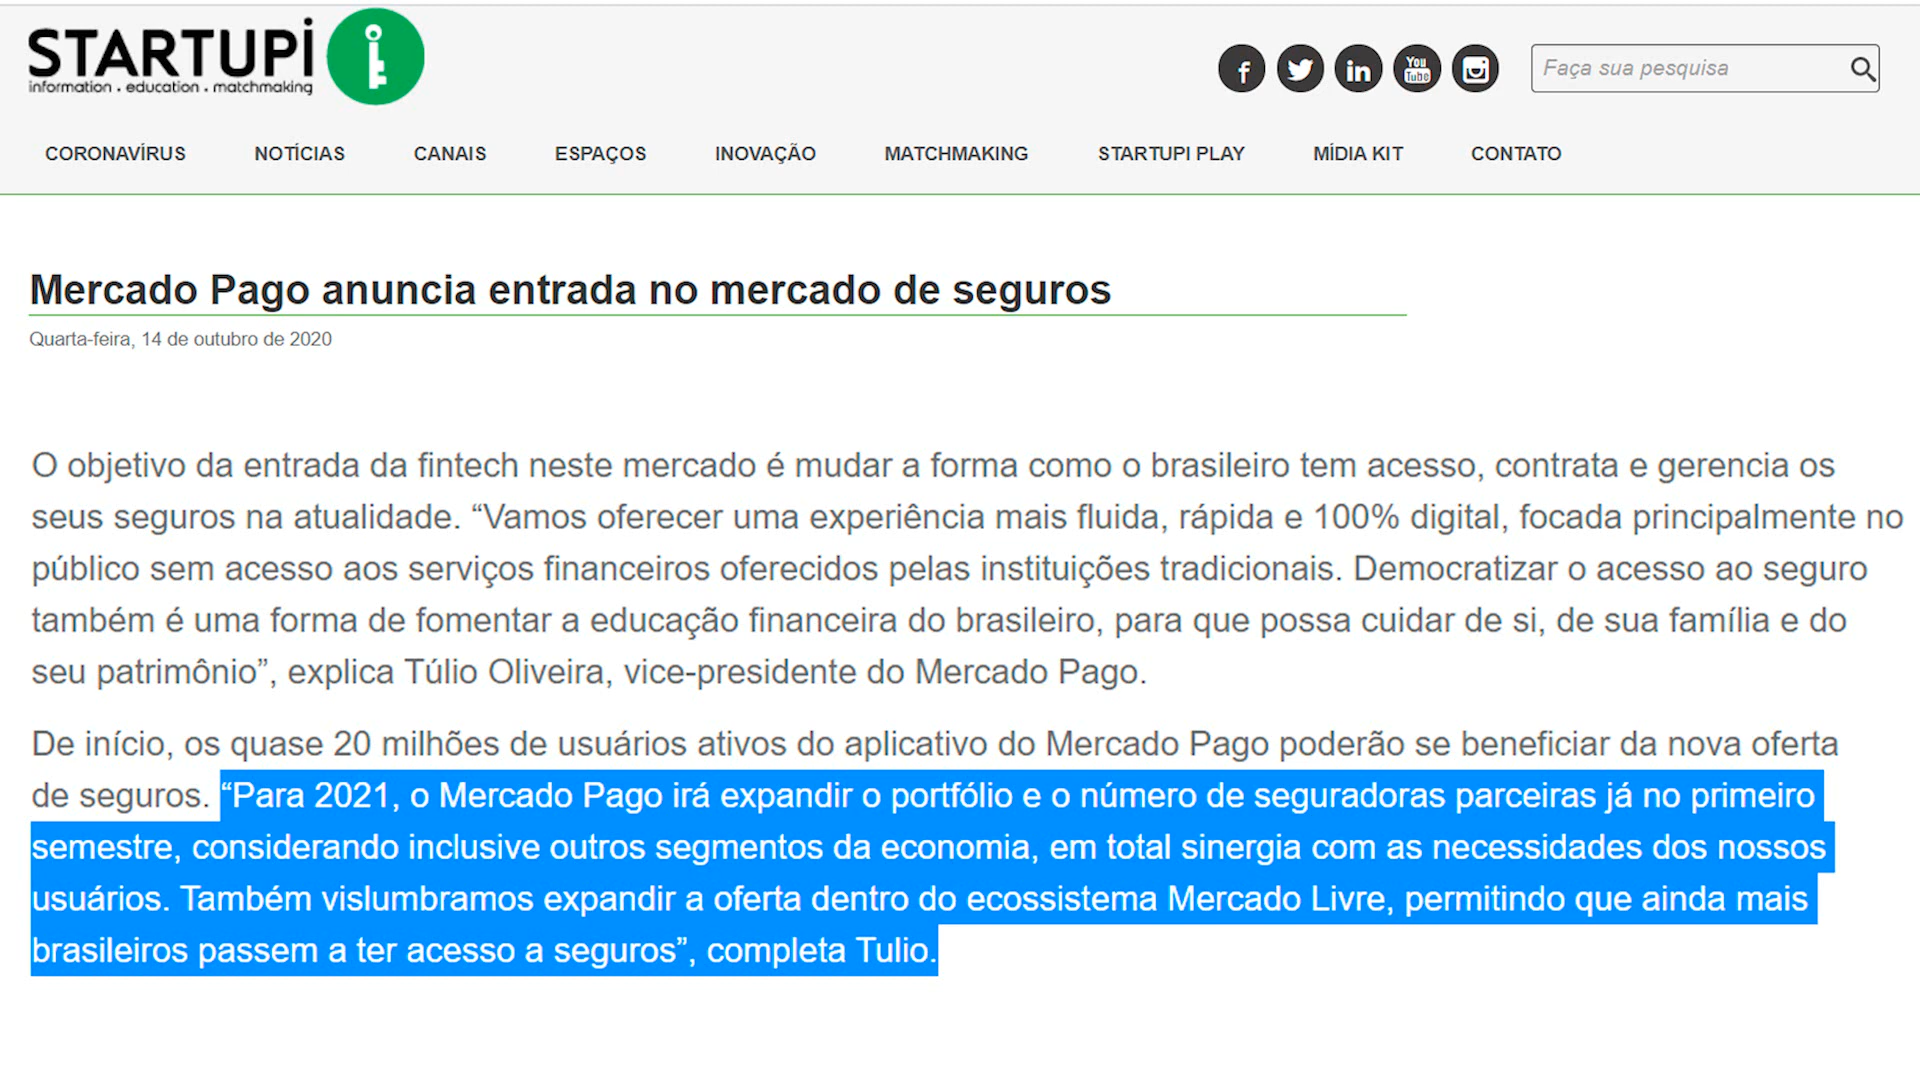 STARTUPi
information . education . matchmaking
f
in
You
Tube
Faça sua pesquisa
CORONAVÍRUS NOTÍCIAS CANAIS ESPAÇOS INOVAÇÃO MATCHMAKING STARTUPI PLAY MÍDIA KIT CONTATO
Mercado Pago anuncia entrada no mercado de seguros
Quarta-feira, 14 de outubro de 2020
O objetivo da entrada da fintech neste mercado é mudar a forma como o brasileiro tem acesso, contrata e gerencia os
seus seguros na atualidade. “Vamos oferecer uma experiência mais fluida, rápida e 100% digital, focada principalmente no
público sem acesso aos serviços financeiros oferecidos pelas instituições tradicionais. Democratizar o acesso ao seguro
também é uma forma de fomentar a educação financeira do brasileiro, para que possa cuidar de si, de sua família e do
seu patrimônio”, explica Túlio Oliveira, vice-presidente do Mercado Pago.
De início, os quase 20 milhões de usuários ativos do aplicativo do Mercado Pago poderão se beneficiar da nova oferta
de seguros. “Para 2021, o Mercado Pago irá expandir o portfólio e o número de seguradoras parceiras já no primeiro
semestre, considerando inclusive outros segmentos da economia, em total sinergia com as necessidades dos nossos
usuários. Também vislumbramos expandir a oferta dentro do ecossistema Mercado Livre, permitindo que ainda mais
brasileiros passem a ter acesso a seguros”, completa Tulio.